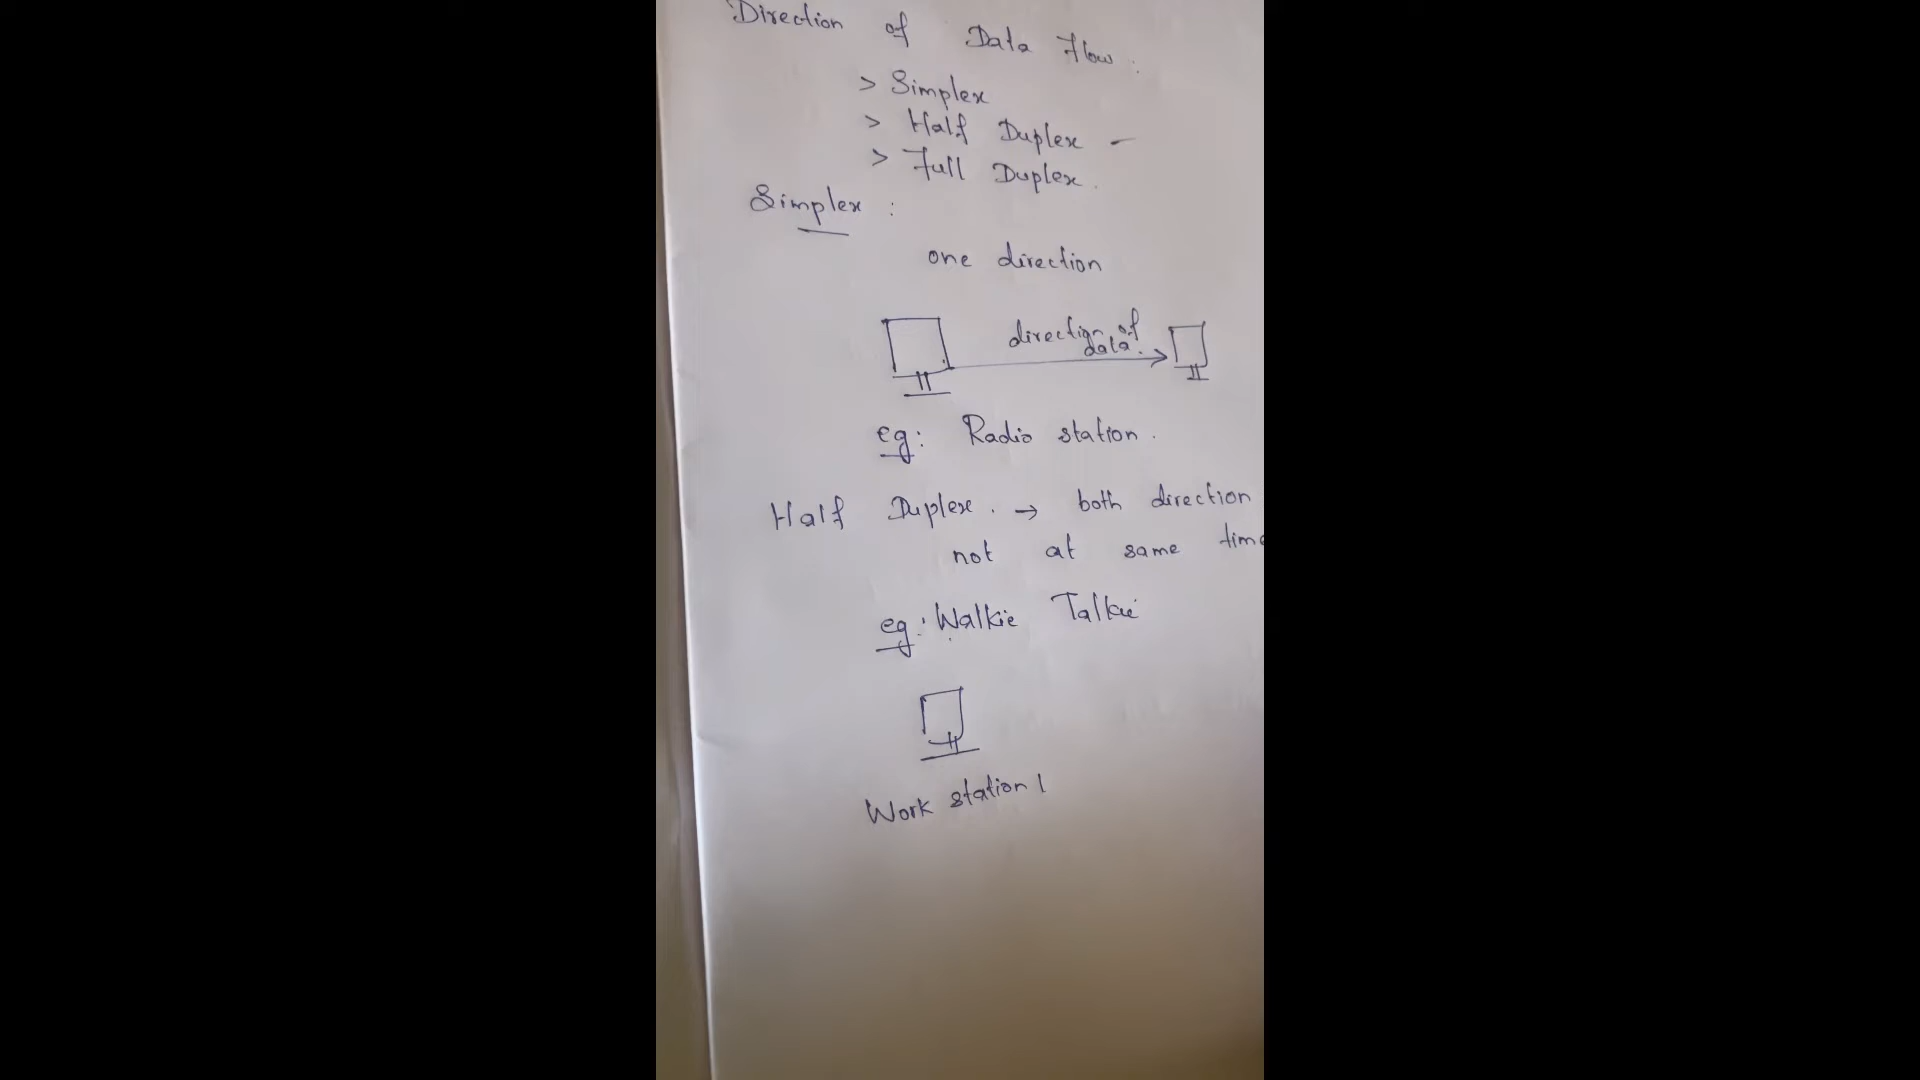 Direction of Data Flow :
> Simplex
> Half Duplex -
> Full Duplex.
Simplex :
one direction
direction of
data.
eg: Radio station.
Half Duplex. → both direction
not at same time
eg: Walkie Talkie
Work station 1